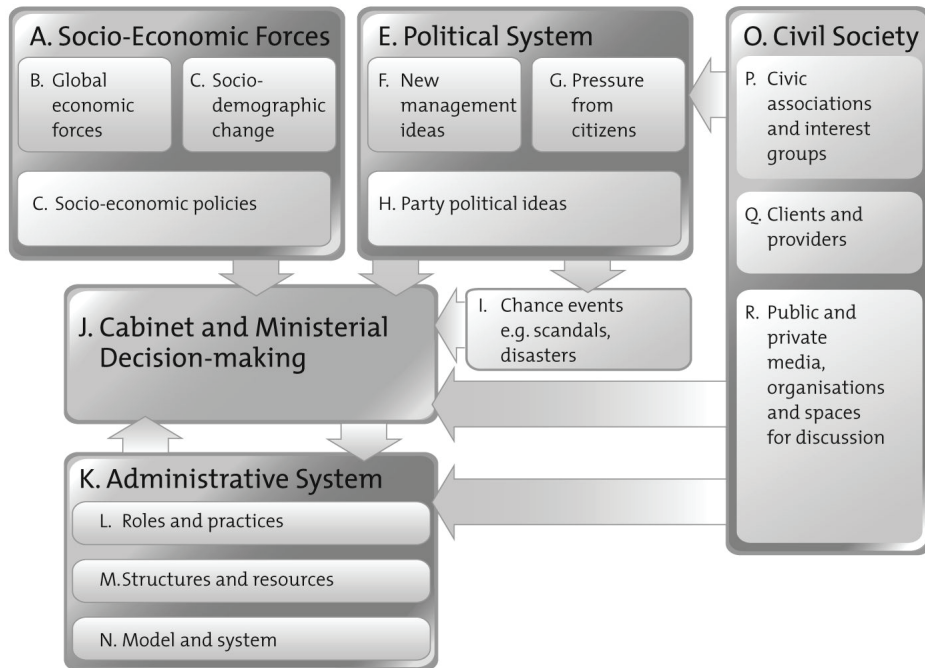 A. Socio-Economic Forces
B. Global
economic
forces
C. Socio-
demographic
change
C. Socio-economic policies
E. Political System
F. New
management
ideas
G. Pressure
from
citizens
H. Party political ideas
O. Civil Society
P. Civic
associations
and interest
groups
Q. Clients and
providers
R. Public and
private
media,
organisations
and spaces
for discussion
I. Chance events
e.g. scandals,
disasters
J. Cabinet and Ministerial
Decision-making
K. Administrative System
L. Roles and practices
M. Structures and resources
N. Model and system